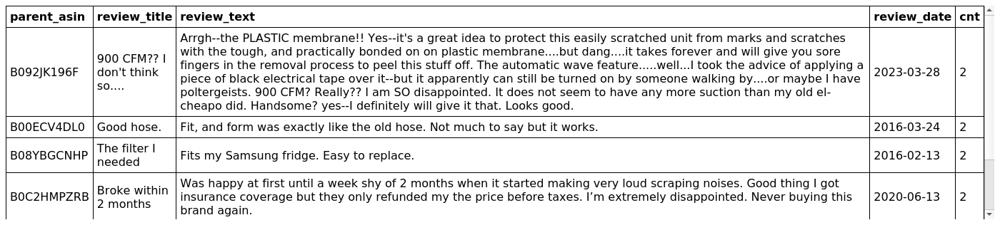 parent_asin review_title review_text review_date cnt
B092JK196F
900 CFM?? I
don't think
so....
Arrgh--the PLASTIC membrane!! Yes--it's a great idea to protect this easily scratched unit from marks and scratches
with the tough, and practically bonded on on plastic membrane....but dang....it takes forever and will give you sore
fingers in the removal process to peel this stuff off. The automatic wave feature.....well...I took the advice of applying a
piece of black electrical tape over it--but it apparently can still be turned on by someone walking by....or maybe I have
poltergeists. 900 CFM? Really?? I am SO disappointed. It does not seem to have any more suction than my old el-
cheapo did. Handsome? yes--I definitely will give it that. Looks good.
2023-03-28
2
B00ECV4DL0 Good hose. Fit, and form was exactly like the old hose. Not much to say but it works. 2016-03-24 2
B08YBGCNHP
The filter I
needed
Fits my Samsung fridge. Easy to replace.
2016-02-13
2
B0C2HMPZRB
Broke within
2 months
Was happy at first until a week shy of 2 months when it started making very loud scraping noises. Good thing I got
insurance coverage but they only refunded my the price before taxes. I’m extremely disappointed. Never buying this
brand again.
2020-06-13
2